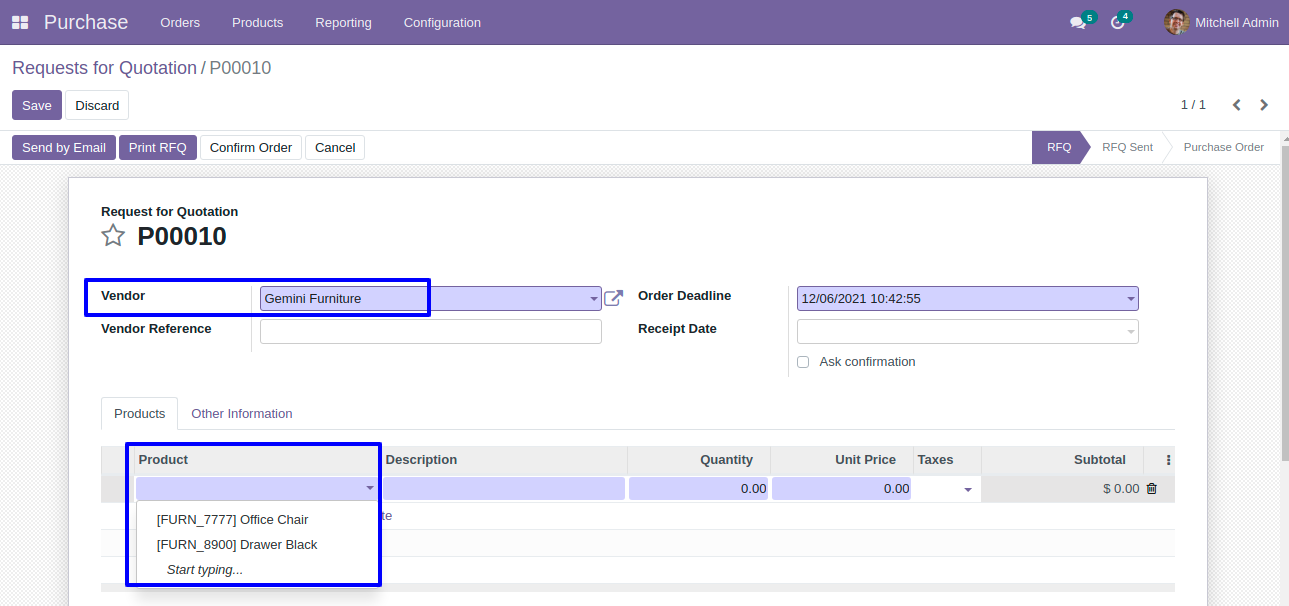 Purchase Orders Products Reporting Configuration 5 4 Mitchell Admin
Requests for Quotation / P00010
Save Discard 1 / 1
Send by Email Print RFQ Confirm Order Cancel RFQ RFQ Sent Purchase Order
Request for Quotation
P00010
Vendor Gemini Furniture Order Deadline 12/06/2021 10:42:55
Vendor Reference Receipt Date
Ask confirmation
Products Other Information
Product Description Quantity Unit Price Taxes Subtotal
0.00 0.00 $ 0.00
[FURN_7777] Office Chair
[FURN_8900] Drawer Black
Start typing...